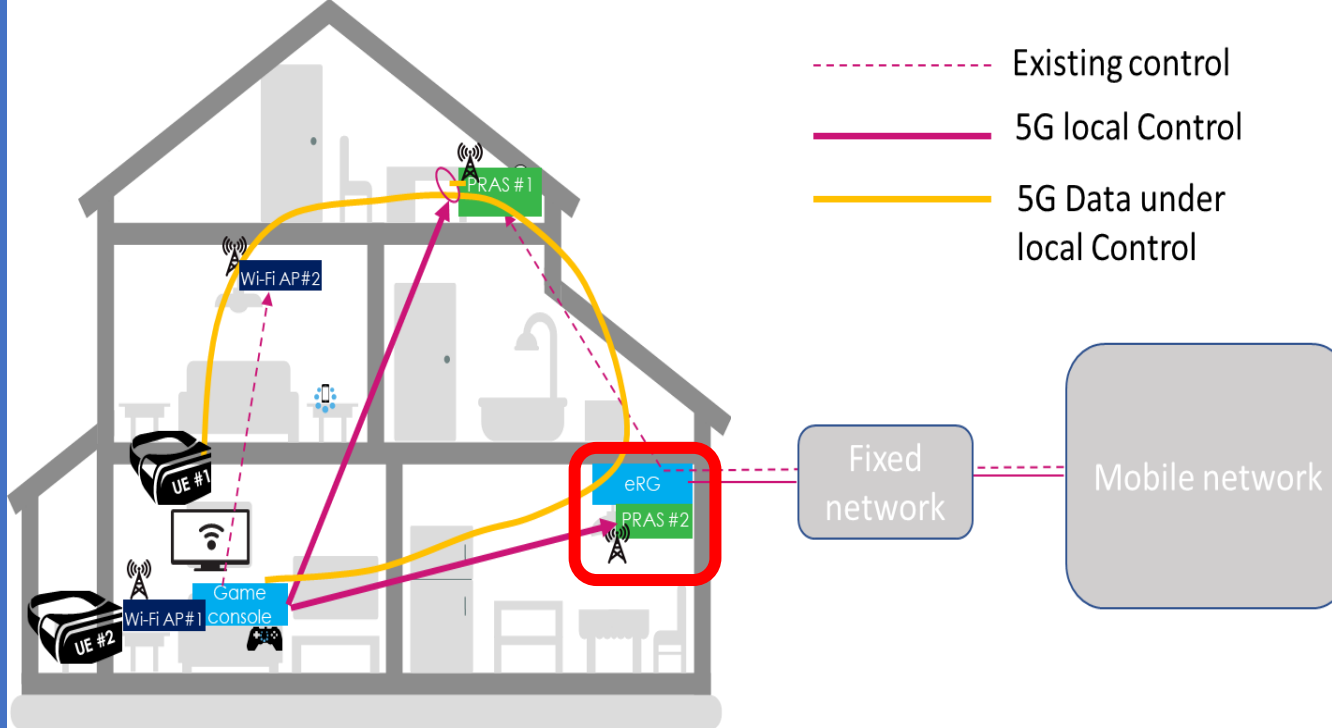 Existing control
5G local Control
5G Data under
local Control
PRAS #1
Wi-Fi AP#2
UE #1
eRG
PRAS #2
Fixed
network
Mobile network
Game
console
Wi-Fi AP#1
UE #2